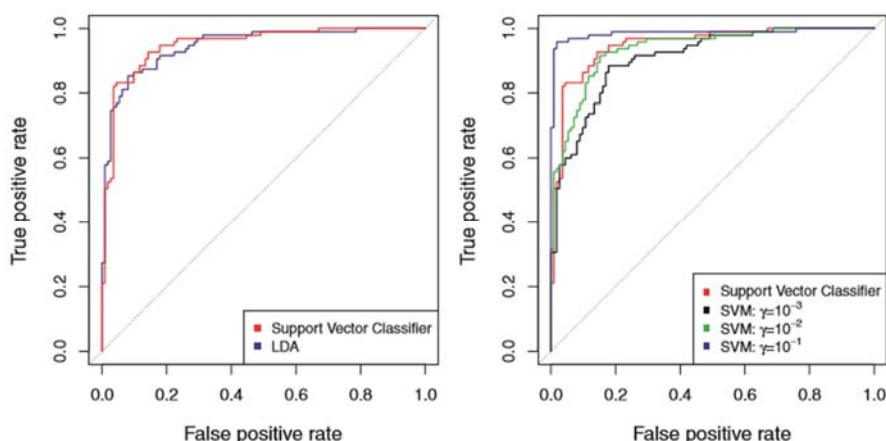 True positive rate
1.0
0.8
0.6
0.4
0.2
0.0
Support Vector Classifier
LDA
0.0 0.2 0.4 0.6 0.8 1.0
False positive rate
True positive rate
1.0
0.8
0.6
0.4
0.2
0.0
Support Vector Classifier
SVM: γ=10⁻³
SVM: γ=10⁻²
SVM: γ=10⁻¹
0.0 0.2 0.4 0.6 0.8 1.0
False positive rate